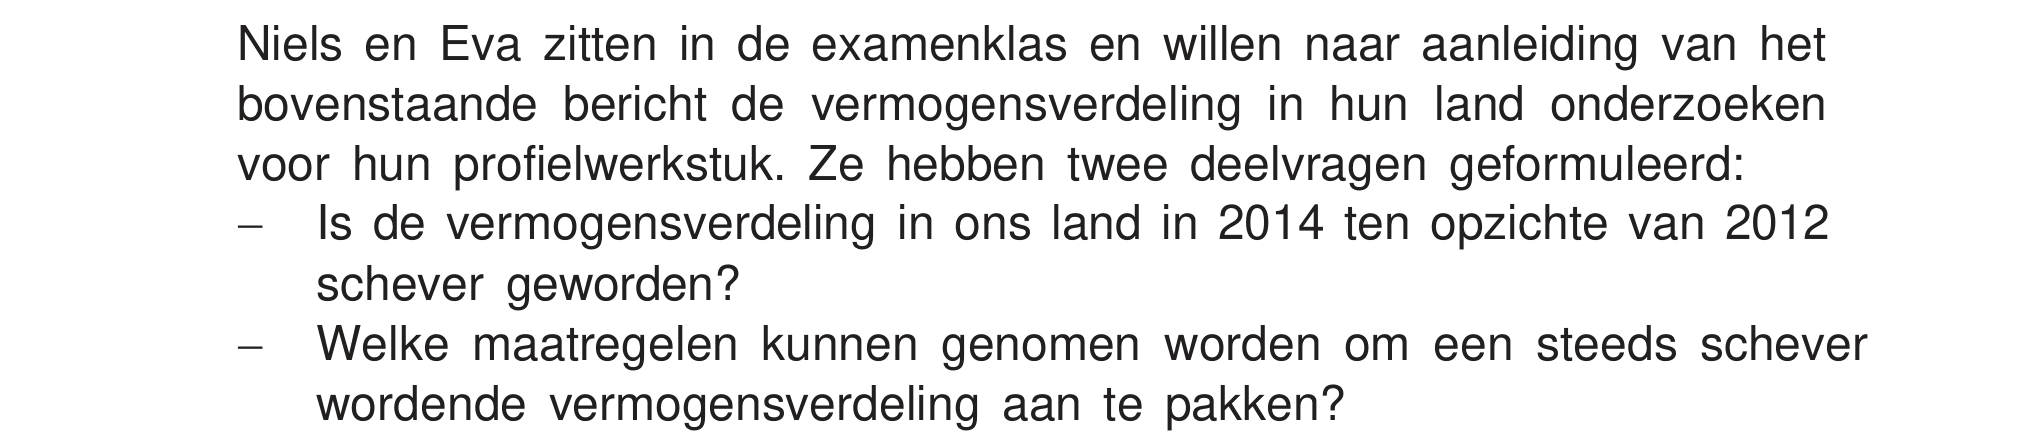 Niels en Eva zitten in de examenklas en willen naar aanleiding van het
bovenstaande bericht de vermogensverdeling in hun land onderzoeken
voor hun profielwerkstuk. Ze hebben twee deelvragen geformuleerd:
– Is de vermogensverdeling in ons land in 2014 ten opzichte van 2012
schever geworden?
– Welke maatregelen kunnen genomen worden om een steeds schever
wordende vermogensverdeling aan te pakken?